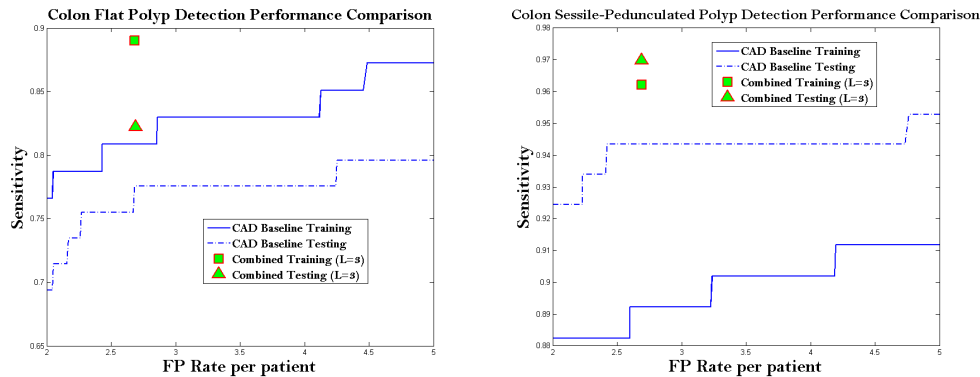 Colon Flat Polyp Detection Performance Comparison
0.9
0.85
0.8
0.75
0.7
0.65
Sensitivity
CAD Baseline Training
CAD Baseline Testing
Combined Training (L=3)
Combined Testing (L=3)
2 2.5 3 3.5 4 4.5 5
FP Rate per patient
Colon Sessile-Pedunculated Polyp Detection Performance Comparison
0.98
0.97
0.96
0.95
0.94
0.93
0.92
0.91
0.9
0.89
0.88
Sensitivity
CAD Baseline Training
CAD Baseline Testing
Combined Training (L=3)
Combined Testing (L=3)
2 2.5 3 3.5 4 4.5 5
FP Rate per patient